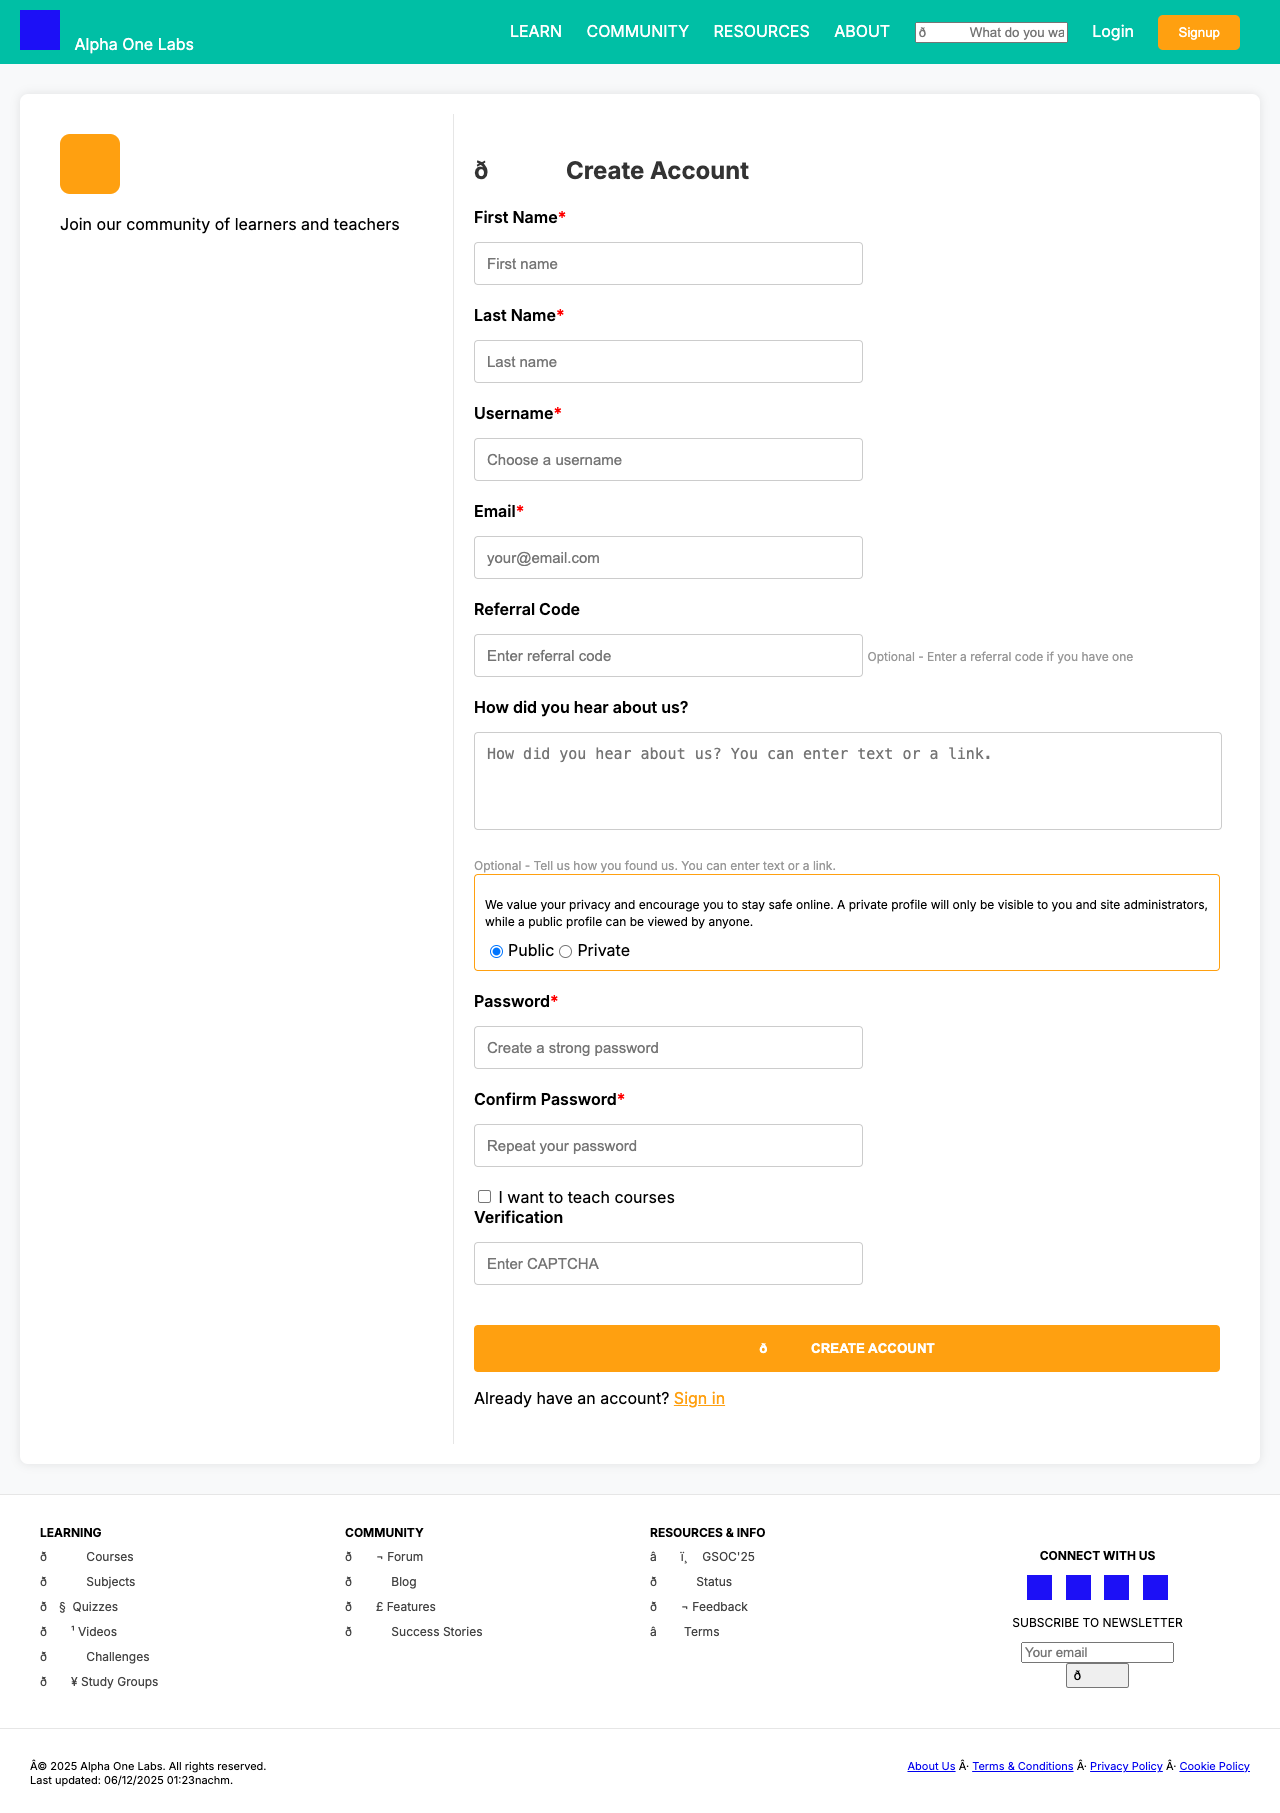 Alpha One Labs
LEARN COMMUNITY RESOURCES ABOUT ð What do you wa Login Signup
Join our community of learners and teachers
ð Create Account
First Name*
First name
Last Name*
Last name
Username*
Choose a username
Email*
your@email.com
Referral Code
Enter referral code
Optional - Enter a referral code if you have one
How did you hear about us?
How did you hear about us? You can enter text or a link.
Optional - Tell us how you found us. You can enter text or a link.
We value your privacy and encourage you to stay safe online. A private profile will only be visible to you and site administrators,
while a public profile can be viewed by anyone.
Public Private
Password*
Create a strong password
Confirm Password*
Repeat your password
I want to teach courses
Verification
Enter CAPTCHA
ð CREATE ACCOUNT
Already have an account? Sign in
LEARNING
ð Courses
ð Subjects
ð § Quizzes
ð ¹ Videos
ð Challenges
ð ¥ Study Groups
COMMUNITY
ð ¬ Forum
ð Blog
ð £ Features
ð Success Stories
RESOURCES & INFO
â ï¸ GSOC'25
ð Status
ð ¬ Feedback
â Terms
CONNECT WITH US
SUBSCRIBE TO NEWSLETTER
Your email
ð
Â© 2025 Alpha One Labs. All rights reserved.
Last updated: 06/12/2025 01:23nachm.
About Us Â· Terms & Conditions Â· Privacy Policy Â· Cookie Policy